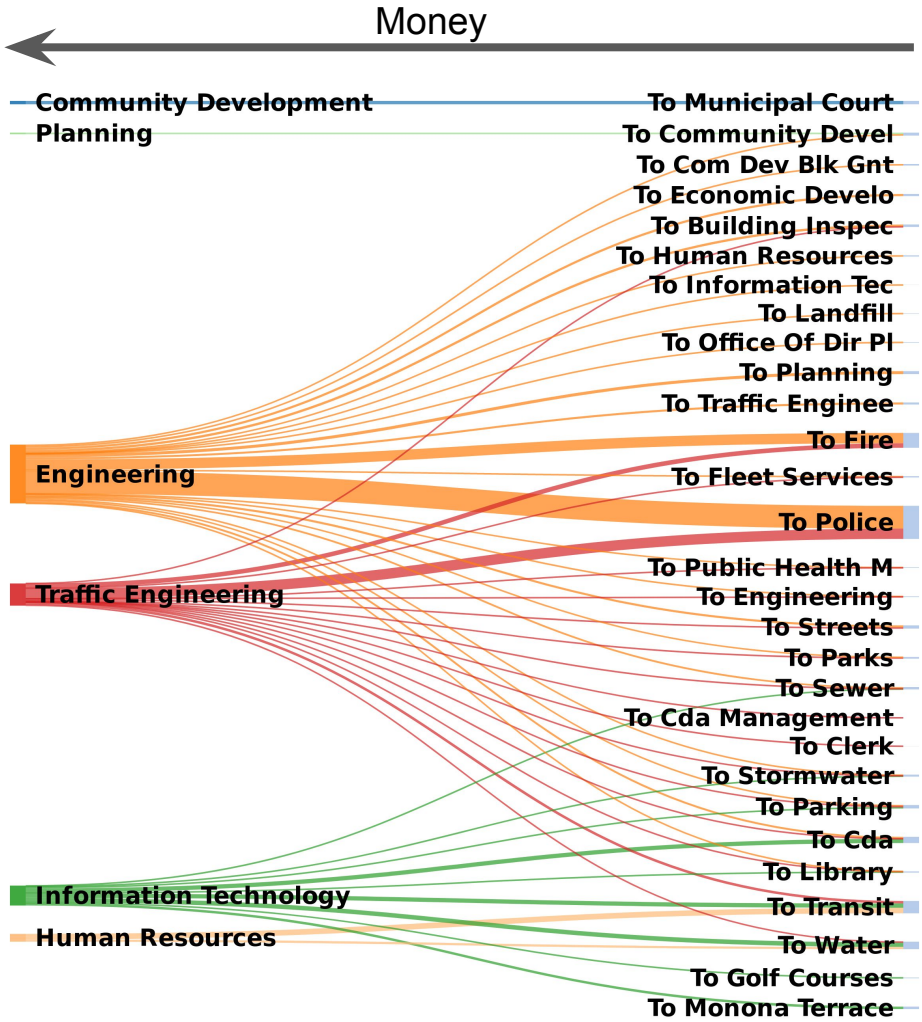 Money
Community Development
To Municipal Court
Planning
To Community Devel
To Com Dev Blk Gnt
To Economic Develo
To Building Inspec
To Human Resources
To Information Tec
To Landfill
To Office Of Dir Pl
To Planning
To Traffic Enginee
To Fire
Engineering
To Fleet Services
To Police
To Public Health M
Traffic Engineering
To Engineering
To Streets
To Parks
To Sewer
To Cda Management
To Clerk
To Stormwater
To Parking
To Cda
To Library
Information Technology
To Transit
Human Resources
To Water
To Golf Courses
To Monona Terrace